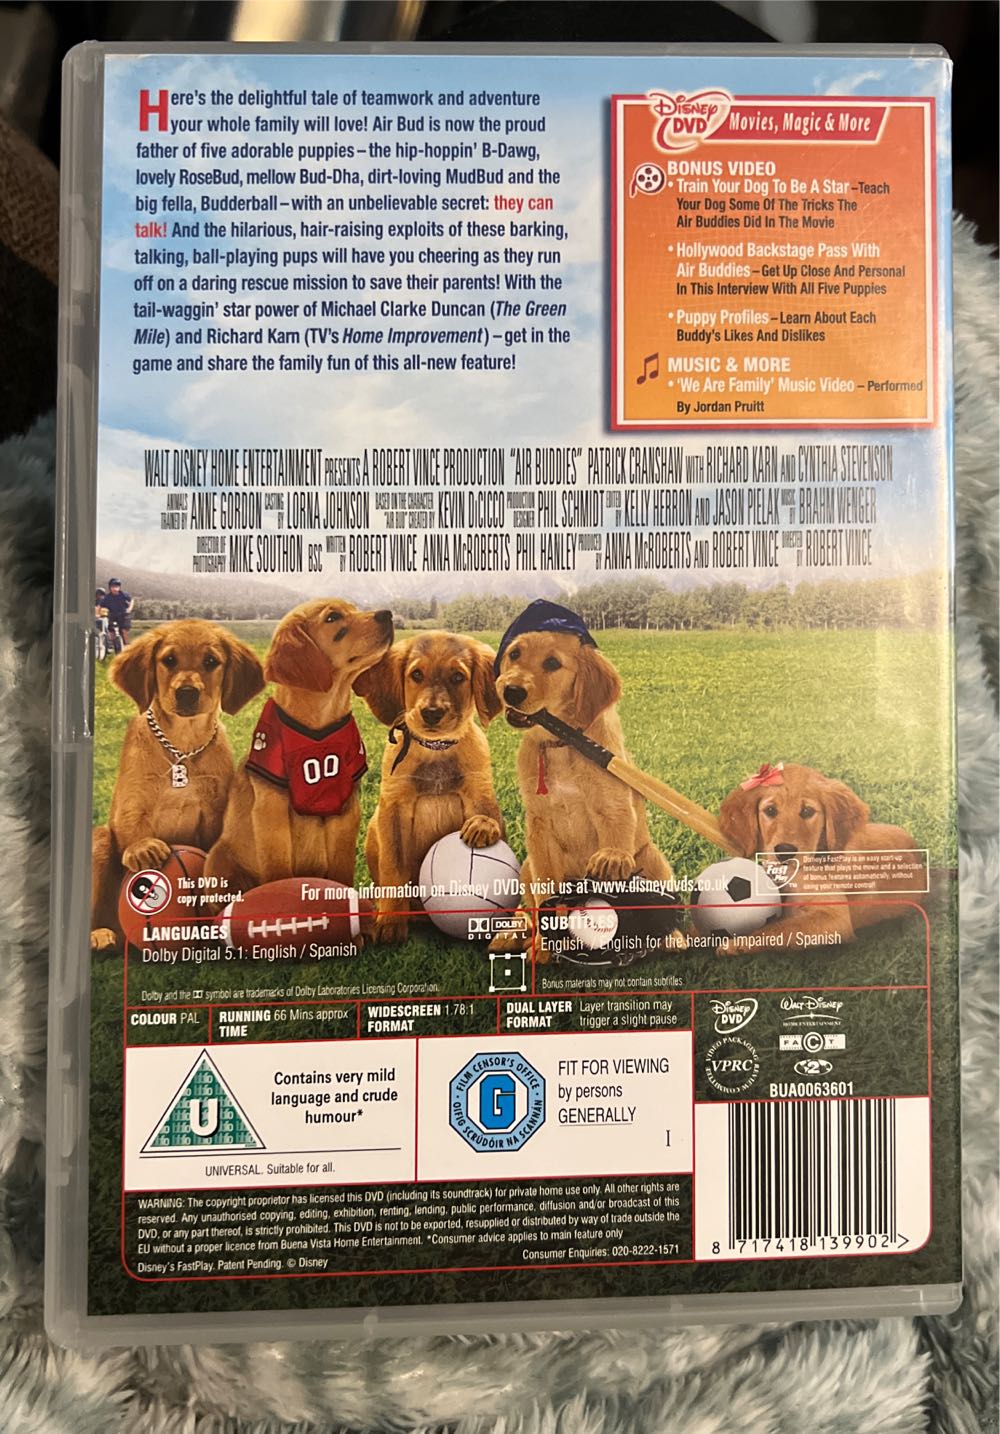 Here's the delightful tale of teamwork and adventure
your whole family will love! Air Bud is now the proud
father of five adorable puppies – the hip-hoppin' B-Dawg,
lovely RoseBud, mellow Bud-Dha, dirt-loving MudBud and the
big fella, Budderball – with an unbelievable secret: they can
talk! And the hilarious, hair-raising exploits of these barking,
talking, ball-playing pups will have you cheering as they run
off on a daring rescue mission to save their parents! With the
tail-waggin' star power of Michael Clarke Duncan (The Green
Mile) and Richard Karn (TV's Home Improvement) – get in the
game and share the family fun of this all-new feature!
Disney DVD
Movies, Magic & More
BONUS VIDEO
• Train Your Dog To Be A Star – Teach
Your Dog Some Of The Tricks The
Air Buddies Did In The Movie
• Hollywood Backstage Pass With
Air Buddies – Get Up Close And Personal
In This Interview With All Five Puppies
• Puppy Profiles – Learn About Each
Buddy's Likes And Dislikes
MUSIC & MORE
• 'We Are Family' Music Video – Performed
By Jordan Pruitt
WALT DISNEY HOME ENTERTAINMENT PRESENTS A ROBERT VINCE PRODUCTION "AIR BUDDIES" PATRICK CRANSHAW WITH RICHARD KARN AND CYNTHIA STEVENSON
ANIMALS TRAINED BY ANNE GORDON CASTING BY LORNA JOHNSON BASED ON THE CHARACTER "AIR BUD" CREATED BY KEVIN DiCICCO PRODUCTION DESIGNER PHIL SCHMIDT EDITED BY KELLY HERRON AND JASON PIELAK MUSIC BY BRAHM WENGER
DIRECTOR OF PHOTOGRAPHY MIKE SOUTHON BSC WRITTEN BY ROBERT VINCE ANNA McROBERTS PHIL HANLEY PRODUCED BY ANNA McROBERTS AND ROBERT VINCE DIRECTED BY ROBERT VINCE
B
00
This DVD is
copy protected.
For more information on Disney DVDs visit us at www.disneydvds.co.uk
Disney's Fast Play TM
Disney's FastPlay is an easy start-up
feature that plays the movie and a selection
of bonus features automatically, without
using your remote control!
LANGUAGES
Dolby Digital 5.1: English / Spanish
DOLBY
DIGITAL
SUBTITLES
English / English for the hearing impaired / Spanish
Dolby and the symbol are trademarks of Dolby Laboratories Licensing Corporation.
Bonus materials may not contain subtitles.
COLOUR PAL
RUNNING 66 Mins approx
TIME
WIDESCREEN 1.78:1
FORMAT
DUAL LAYER Layer transition may
FORMAT trigger a slight pause
Disney DVD
WALT DISNEY
HOME ENTERTAINMENT
FACT
VIDEO PACKAGING REVIEW COMMITTEE
VPRC
2
BUA0063601
U
Contains very mild
language and crude
humour*
UNIVERSAL. Suitable for all.
FILM CENSOR'S OFFICE
G
OIFIG SCRÚDÓIR NA SCANNÁN
FIT FOR VIEWING
by persons
GENERALLY
I
WARNING: The copyright proprietor has licensed this DVD (including its soundtrack) for private home use only. All other rights are
reserved. Any unauthorised copying, editing, exhibition, renting, lending, public performance, diffusion and/or broadcast of this
DVD, or any part thereof, is strictly prohibited. This DVD is not to be exported, resupplied or distributed by way of trade outside the
EU without a proper licence from Buena Vista Home Entertainment. *Consumer advice applies to main feature only
Disney's FastPlay. Patent Pending. © Disney
Consumer Enquiries: 020-8222-1571
8 717418 139902 >